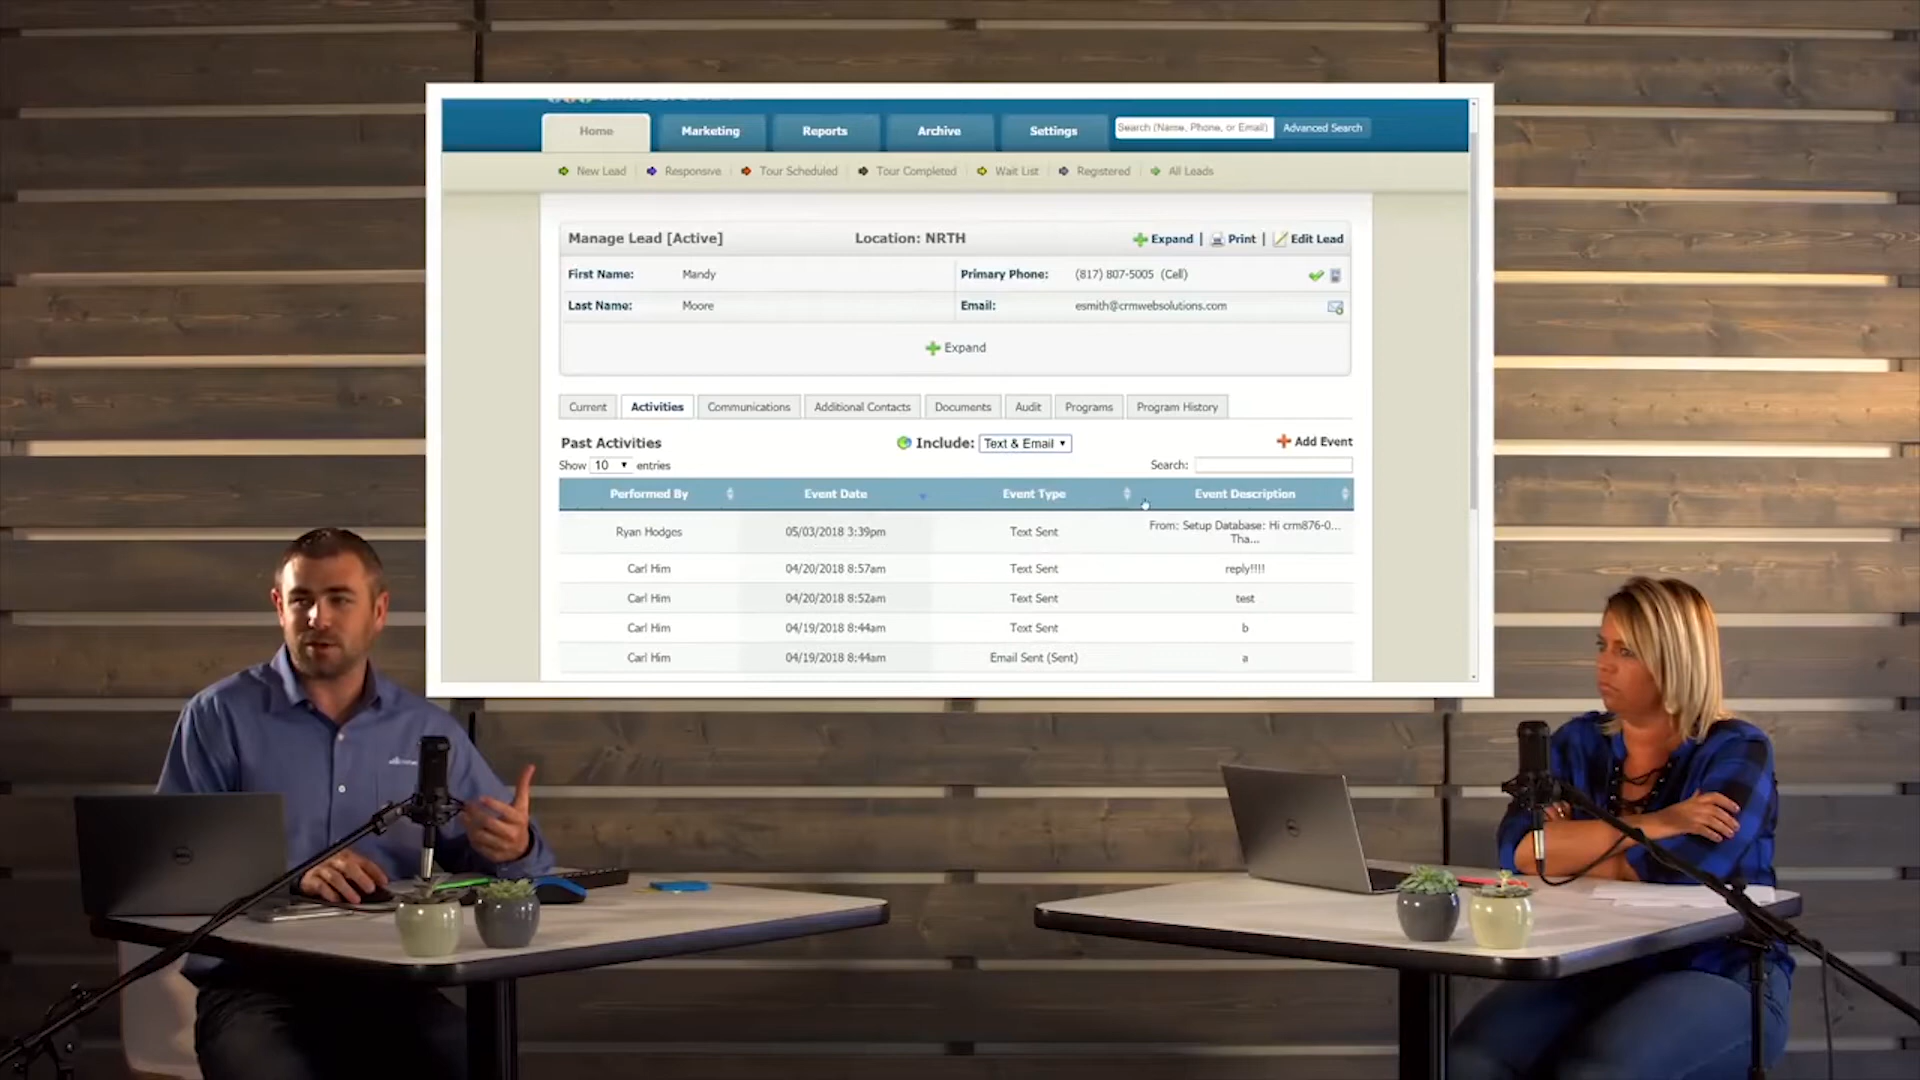 Home Marketing Reports Archive Settings Search (Name, Phone, or Email) Advanced Search
New Lead Responsive Tour Scheduled Tour Completed Wait List Registered All Leads
Manage Lead [Active] Location: NRTH Expand | Print | Edit Lead
First Name: Mandy Primary Phone: (817) 807-5005 (Cell)
Last Name: Moore Email: esmith@crmwebsolutions.com
Expand
Current Activities Communications Additional Contacts Documents Audit Programs Program History
Past Activities Include: Text & Email Add Event
Show 10 entries Search:
Performed By Event Date Event Type Event Description
Ryan Hodges 05/03/2018 3:39pm Text Sent From: Setup Database: Hi crm876-0...
Tha...
Carl Him 04/20/2018 8:57am Text Sent reply!!!!
Carl Him 04/20/2018 8:52am Text Sent test
Carl Him 04/19/2018 8:44am Text Sent b
Carl Him 04/19/2018 8:44am Email Sent (Sent) a
DELL